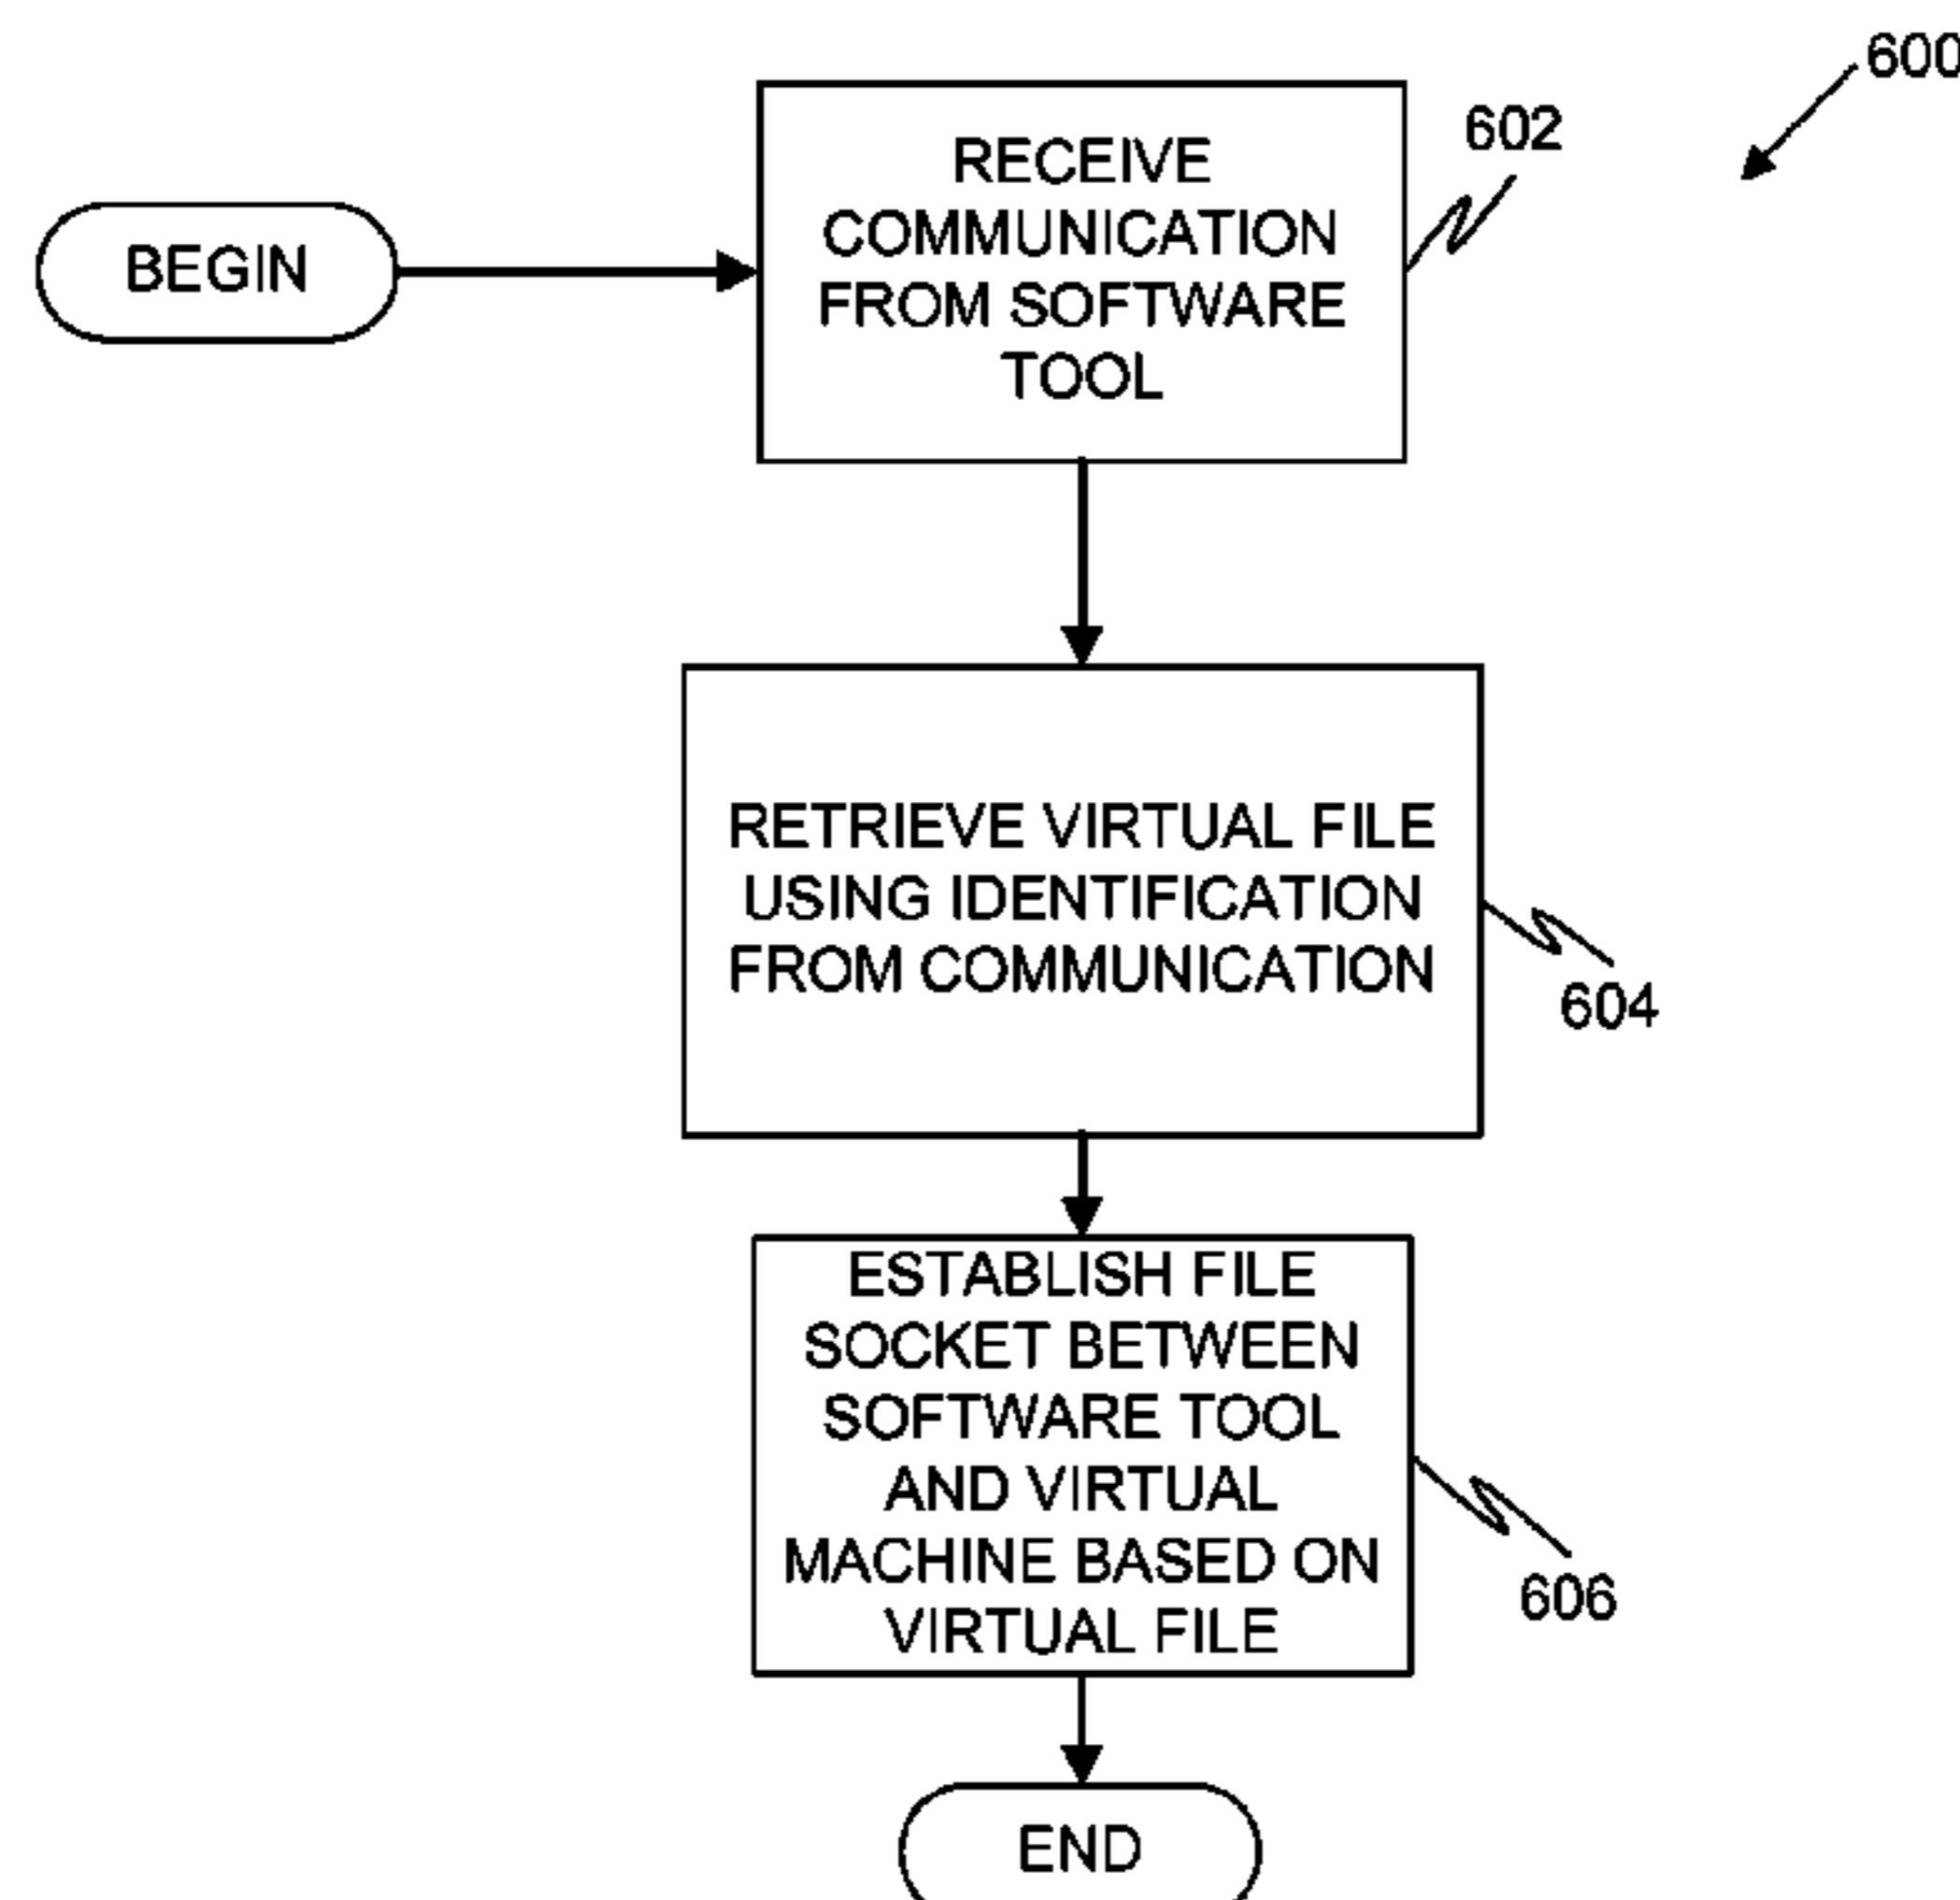 600
602
BEGIN
RECEIVE
COMMUNICATION
FROM SOFTWARE
TOOL
RETRIEVE VIRTUAL FILE
USING IDENTIFICATION
FROM COMMUNICATION
604
ESTABLISH FILE
SOCKET BETWEEN
SOFTWARE TOOL
AND VIRTUAL
MACHINE BASED ON
VIRTUAL FILE
606
END